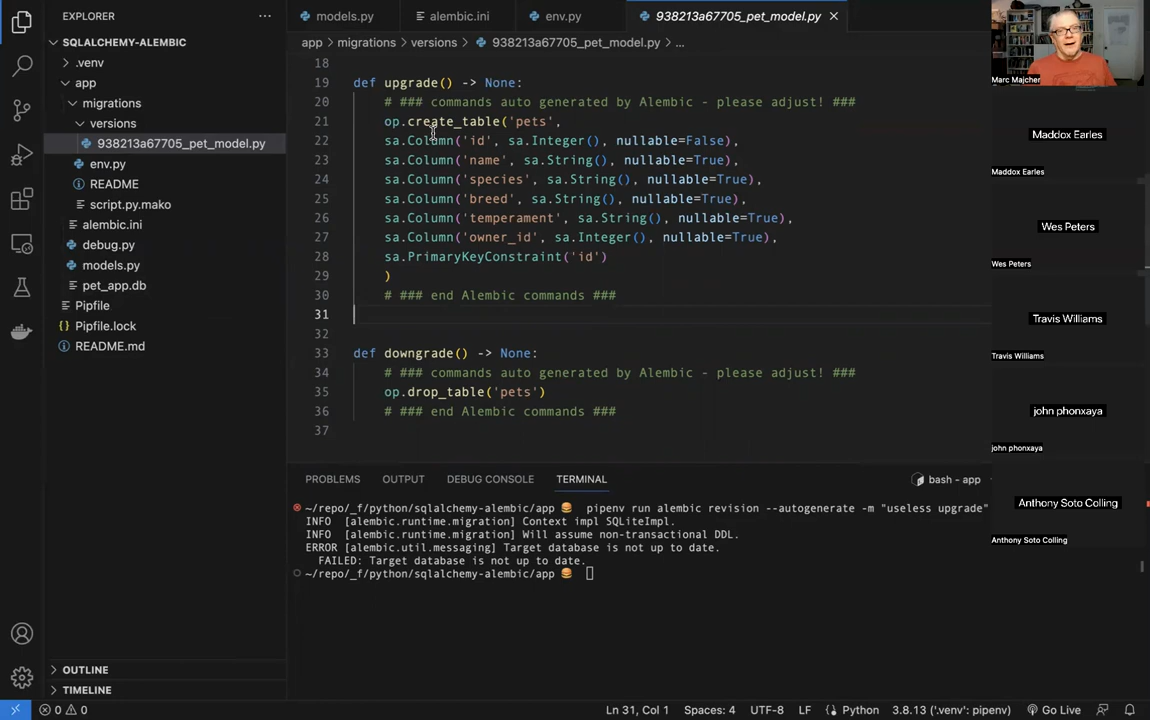 EXPLORER
SQLALCHEMY-ALEMBIC
.venv
app
migrations
versions
938213a67705_pet_model.py
env.py
README
script.py.mako
alembic.ini
debug.py
models.py
pet_app.db
Pipfile
Pipfile.lock
README.md
OUTLINE
TIMELINE
models.py alembic.ini env.py 938213a67705_pet_model.py
app > migrations > versions > 938213a67705_pet_model.py > ...
18
19 def upgrade() -> None:
20 # ### commands auto generated by Alembic - please adjust! ###
21 op.create_table('pets',
22 sa.Column('id', sa.Integer(), nullable=False),
23 sa.Column('name', sa.String(), nullable=True),
24 sa.Column('species', sa.String(), nullable=True),
25 sa.Column('breed', sa.String(), nullable=True),
26 sa.Column('temperament', sa.String(), nullable=True),
27 sa.Column('owner_id', sa.Integer(), nullable=True),
28 sa.PrimaryKeyConstraint('id')
29 )
30 # ### end Alembic commands ###
31
32
33 def downgrade() -> None:
34 # ### commands auto generated by Alembic - please adjust! ###
35 op.drop_table('pets')
36 # ### end Alembic commands ###
37
PROBLEMS OUTPUT DEBUG CONSOLE TERMINAL bash - app
~/repo/_f/python/sqlalchemy-alembic/app 🍔 pipenv run alembic revision --autogenerate -m "useless upgrade"
INFO [alembic.runtime.migration] Context impl SQLiteImpl.
INFO [alembic.runtime.migration] Will assume non-transactional DDL.
ERROR [alembic.util.messaging] Target database is not up to date.
FAILED: Target database is not up to date.
~/repo/_f/python/sqlalchemy-alembic/app 🍔
Marc Majcher
Maddox Earles
Maddox Earles
Wes Peters
Wes Peters
Travis Williams
Travis Williams
john phonxaya
john phonxaya
Anthony Soto Colling
Anthony Soto Colling
0 0 Ln 31, Col 1 Spaces: 4 UTF-8 LF Python 3.8.13 ('.venv': pipenv) Go Live